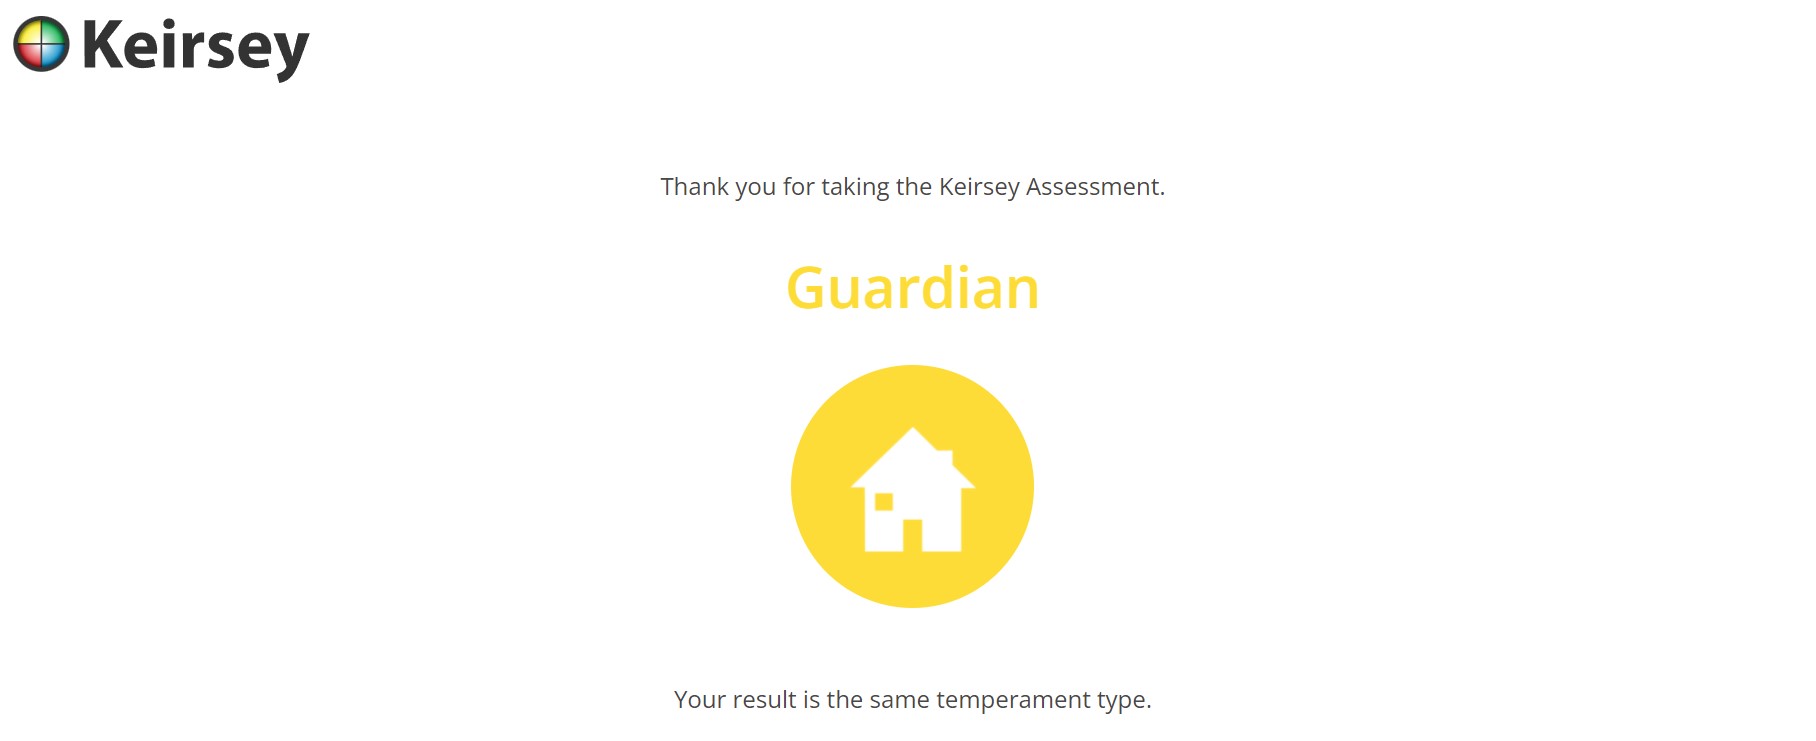 Keirsey
Thank you for taking the Keirsey Assessment.
Guardian
Your result is the same temperament type.